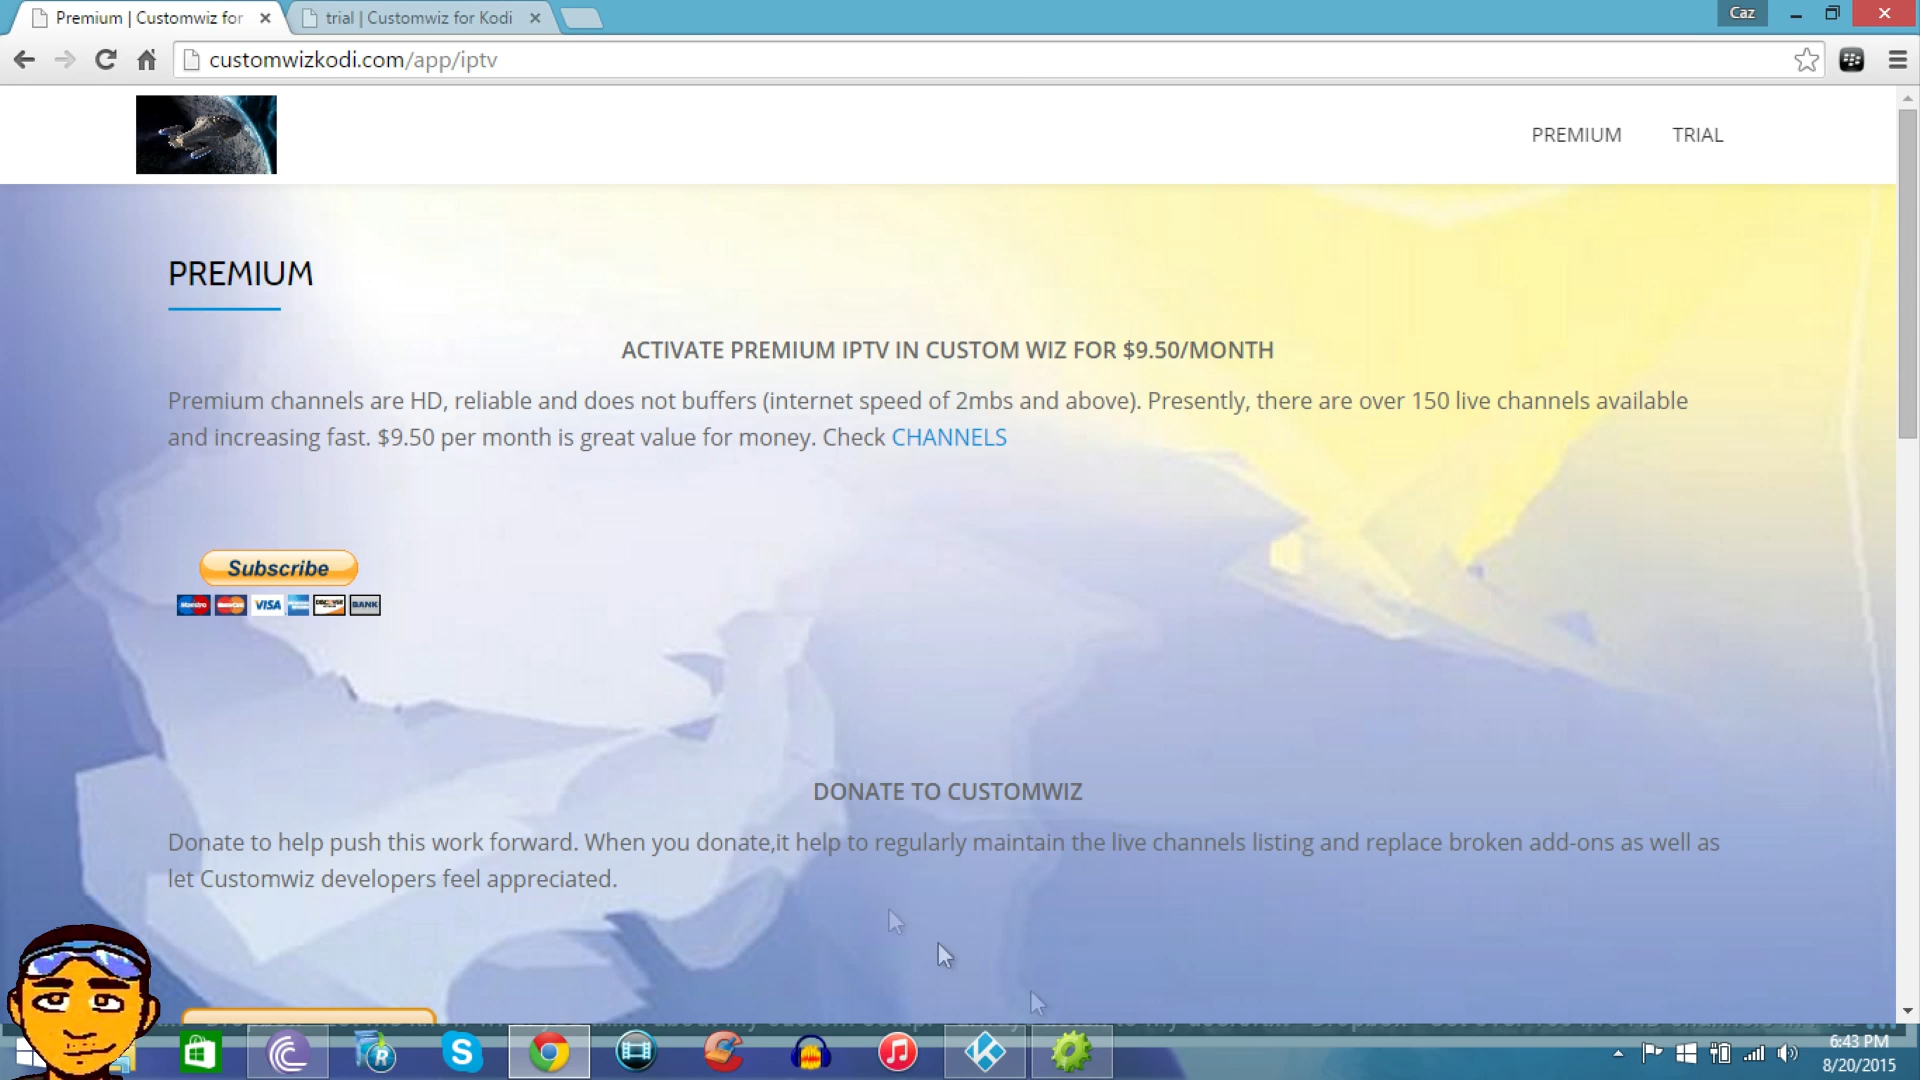 Premium | Customwiz for
trial | Customwiz for Kodi
Caz
customwizkodi.com/app/iptv
PREMIUM
TRIAL
PREMIUM
ACTIVATE PREMIUM IPTV IN CUSTOM WIZ FOR $9.50/MONTH
Premium channels are HD, reliable and does not buffers (internet speed of 2mbs and above). Presently, there are over 150 live channels available
and increasing fast. $9.50 per month is great value for money. Check CHANNELS
Subscribe
Maestro
VISA
DISCOVER
BANK
DONATE TO CUSTOMWIZ
Donate to help push this work forward. When you donate,it help to regularly maintain the live channels listing and replace broken add-ons as well as
let Customwiz developers feel appreciated.
6:43 PM
8/20/2015